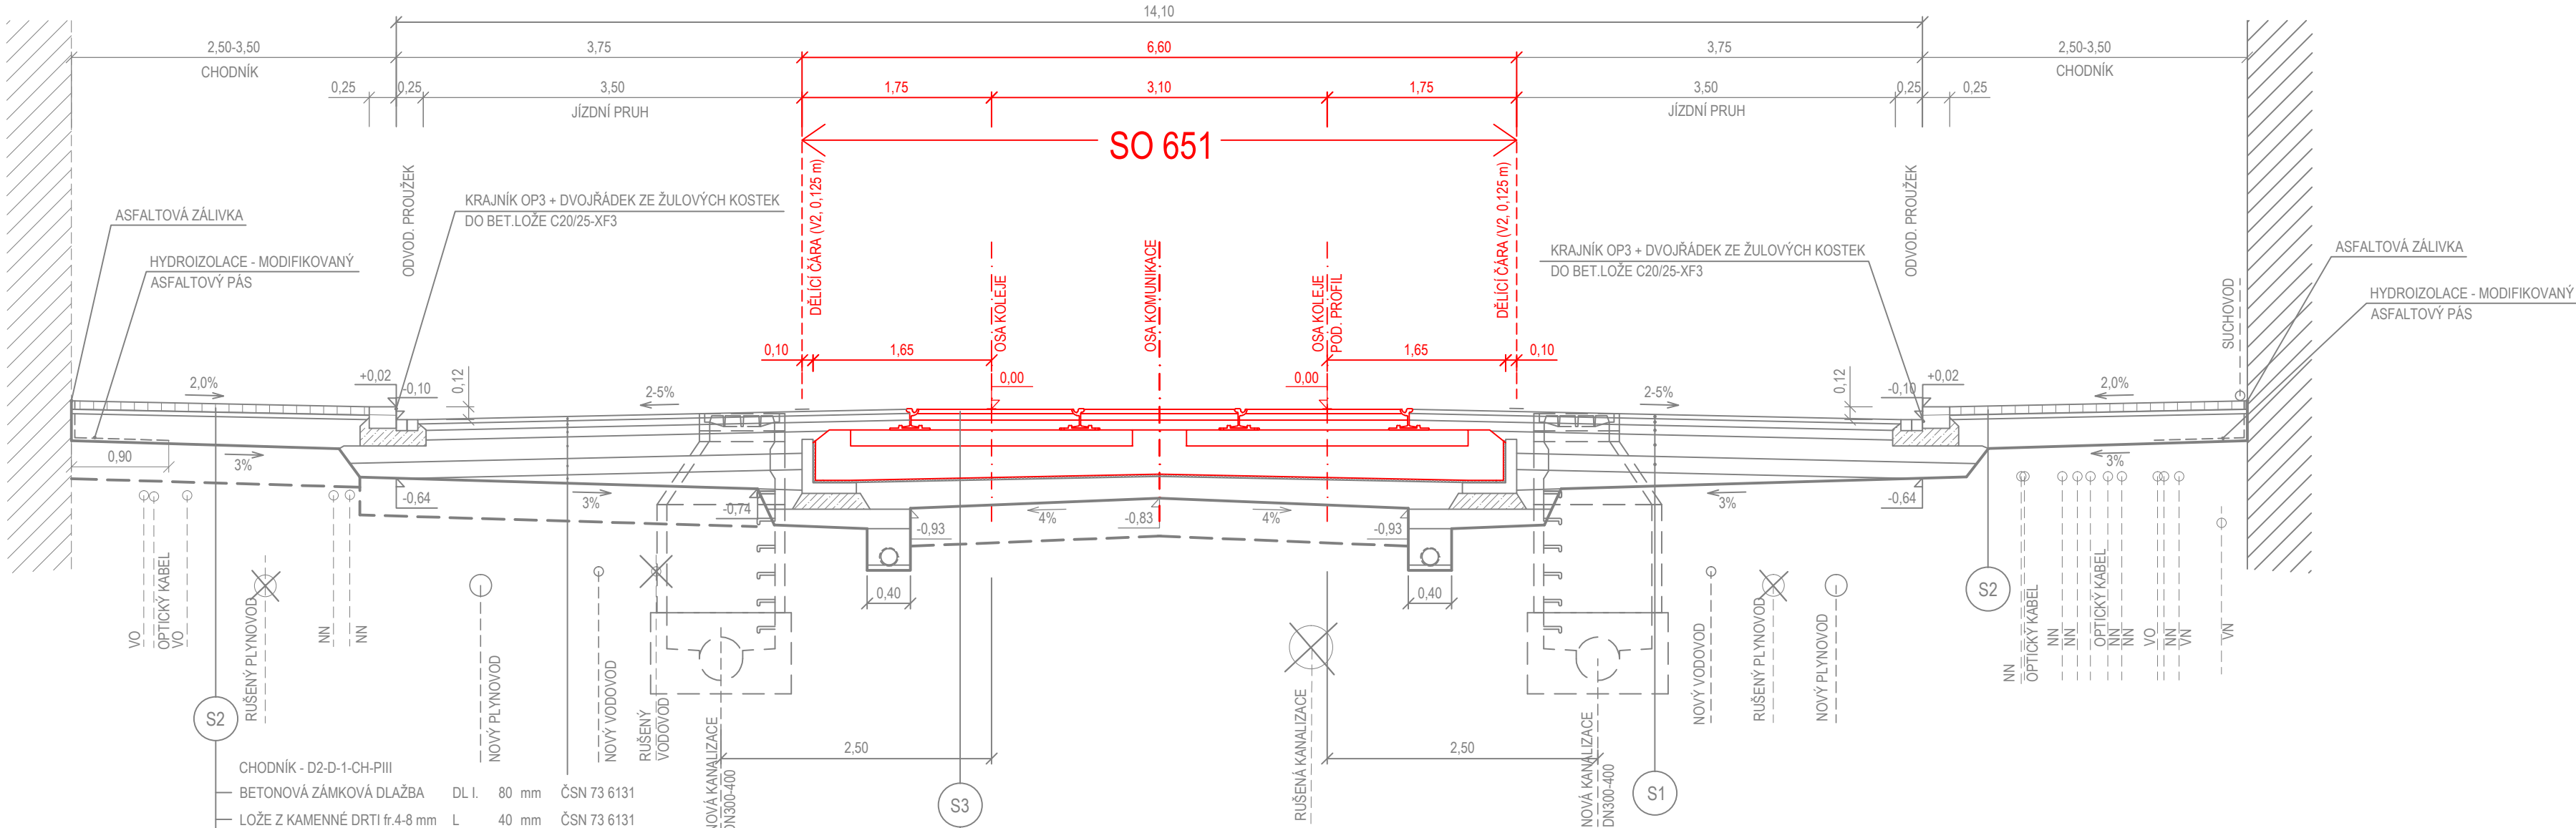 14,10
2,50-3,50
3,75
6,60
3,75
2,50-3,50
CHODNÍK
CHODNÍK
0,25
0,25
3,50
1,75
3,10
1,75
3,50
0,25
0,25
JÍZDNÍ PRUH
JÍZDNÍ PRUH
SO 651
ASFALTOVÁ ZÁLIVKA
HYDROIZOLACE - MODIFIKOVANÝ
ASFALTOVÝ PÁS
ODVOD. PROUŽEK
KRAJNÍK OP3 + DVOJŘÁDEK ZE ŽULOVÝCH KOSTEK
DO BET.LOŽE C20/25-XF3
DĚLÍCÍ ČÁRA (V2, 0,125 m)
OSA KOLEJE
OSA KOMUNIKACE
OSA KOLEJE
POD. PROFIL
DĚLÍCÍ ČÁRA (V2, 0,125 m)
KRAJNÍK OP3 + DVOJŘÁDEK ZE ŽULOVÝCH KOSTEK
DO BET.LOŽE C20/25-XF3
ODVOD. PROUŽEK
SUCHOVOD
ASFALTOVÁ ZÁLIVKA
HYDROIZOLACE - MODIFIKOVANÝ
ASFALTOVÝ PÁS
0,10
1,65
1,65
0,10
2,0%
+0,02
-0,10
0,12
2-5%
0,00
0,00
2-5%
0,12
-0,10
+0,02
2,0%
0,90
3%
-0,64
3%
-0,74
-0,93
4%
-0,83
4%
-0,93
3%
-0,64
3%
0,40
0,40
VO
OPTICKÝ KABEL
VO
RUŠENÝ PLYNOVOD
NN
NN
NOVÝ PLYNOVOD
NOVÝ VODOVOD
RUŠENÝ
VODOVOD
NOVÁ KANALIZACE
DN300-400
2,50
RUŠENÁ KANALIZACE
2,50
NOVÁ KANALIZACE
DN300-400
NOVÝ VODOVOD
RUŠENÝ PLYNOVOD
NOVÝ PLYNOVOD
NN
OPTICKÝ KABEL
NN
NN
OPTICKÝ KABEL
NN
NN
VO
NN
VN
VN
S2
S2
S3
S1
CHODNÍK - D2-D-1-CH-PIII
BETONOVÁ ZÁMKOVÁ DLAŽBA DL I. 80 mm ČSN 73 6131
LOŽE Z KAMENNÉ DRTI fr.4-8 mm L 40 mm ČSN 73 6131